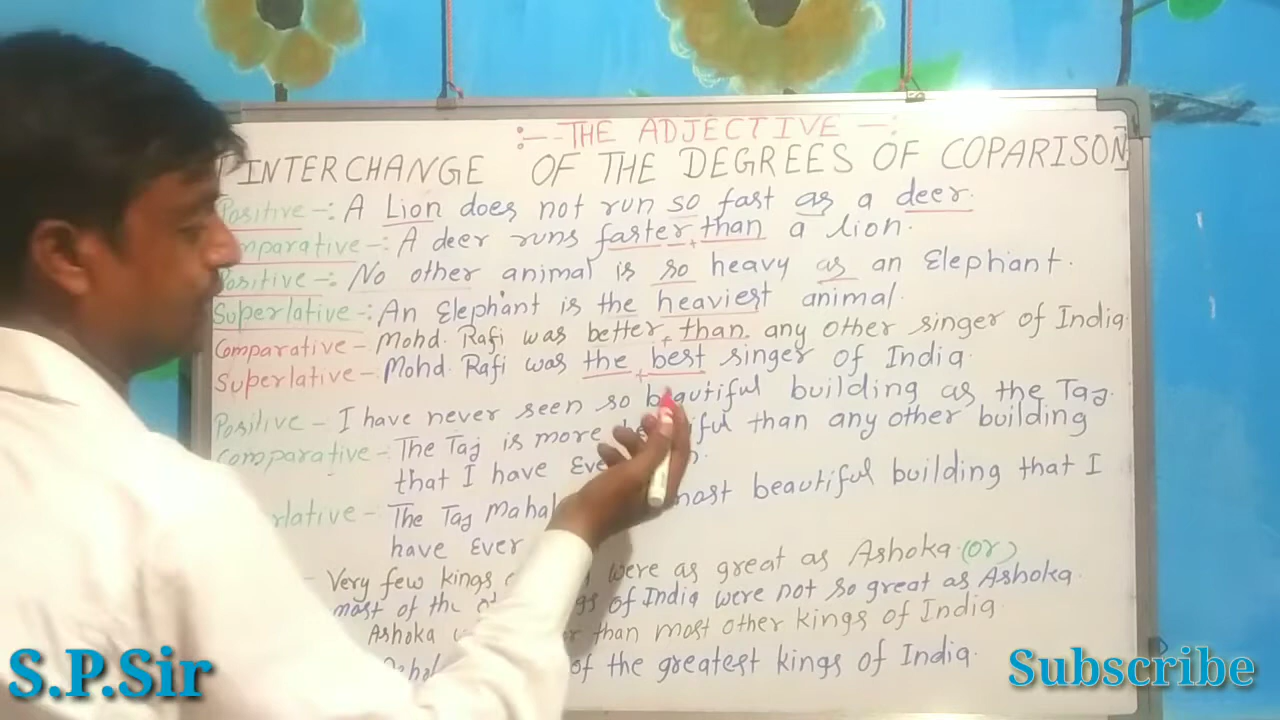 :— - THE ADJECTIVE —:
INTERCHANGE OF THE DEGREES OF COPARISON
Positive -: A Lion does not run so fast as a deer.
mparative -: A deer runs faster + than a lion.
Positive -: No other animal is so heavy as an Elephant.
Superlative -: An Elephant is the heaviest animal.
Comparative - Mohd. Rafi was better + than any other singer of India.
Superlative -: Mohd. Rafi was the + best singer of India.
Positive - I have never seen so beautiful building as the Taj.
Comparative -: The Taj is more iful than any other building
that I have Eve
rlative - The Taj Mahal most beautiful building that I
have Ever
- Very few kings were as great as Ashoka. (or)
most of the gs of India were not so great as Ashoka.
Ashoka than most other kings of India
of the greatest kings of India.
S.P.Sir
Subscribe